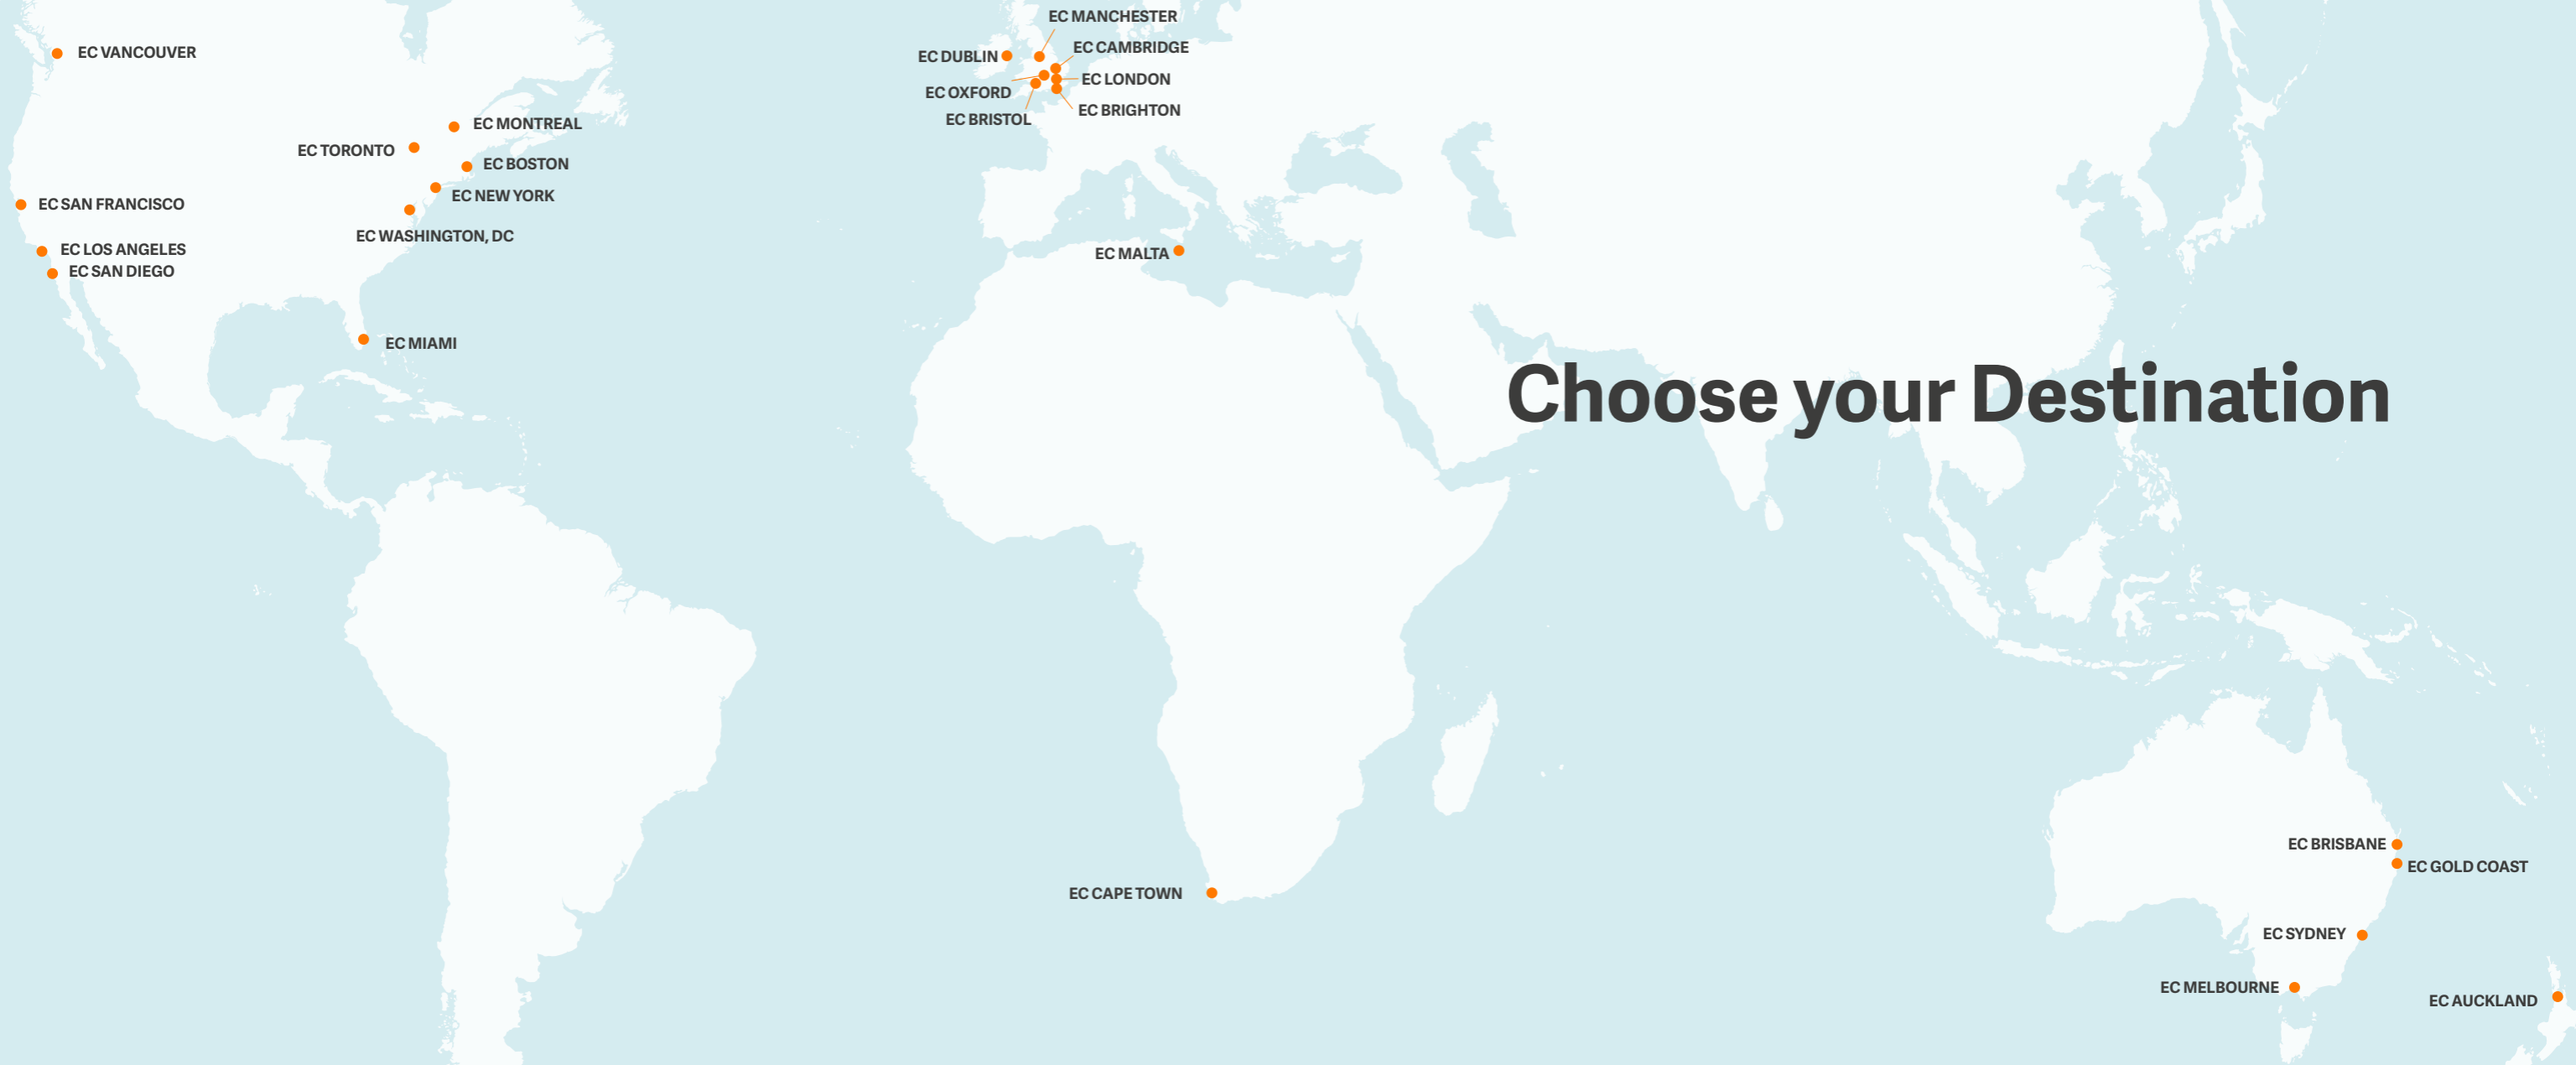 EC MANCHESTER
EC VANCOUVER
EC DUBLIN
EC CAMBRIDGE
EC LONDON
EC OXFORD
EC BRIGHTON
EC BRISTOL
EC MONTREAL
EC TORONTO
EC BOSTON
EC NEW YORK
EC SAN FRANCISCO
EC WASHINGTON, DC
EC LOS ANGELES
EC SAN DIEGO
EC MALTA
EC MIAMI
Choose your Destination
EC BRISBANE
EC GOLD COAST
EC CAPE TOWN
EC SYDNEY
EC MELBOURNE
EC AUCKLAND